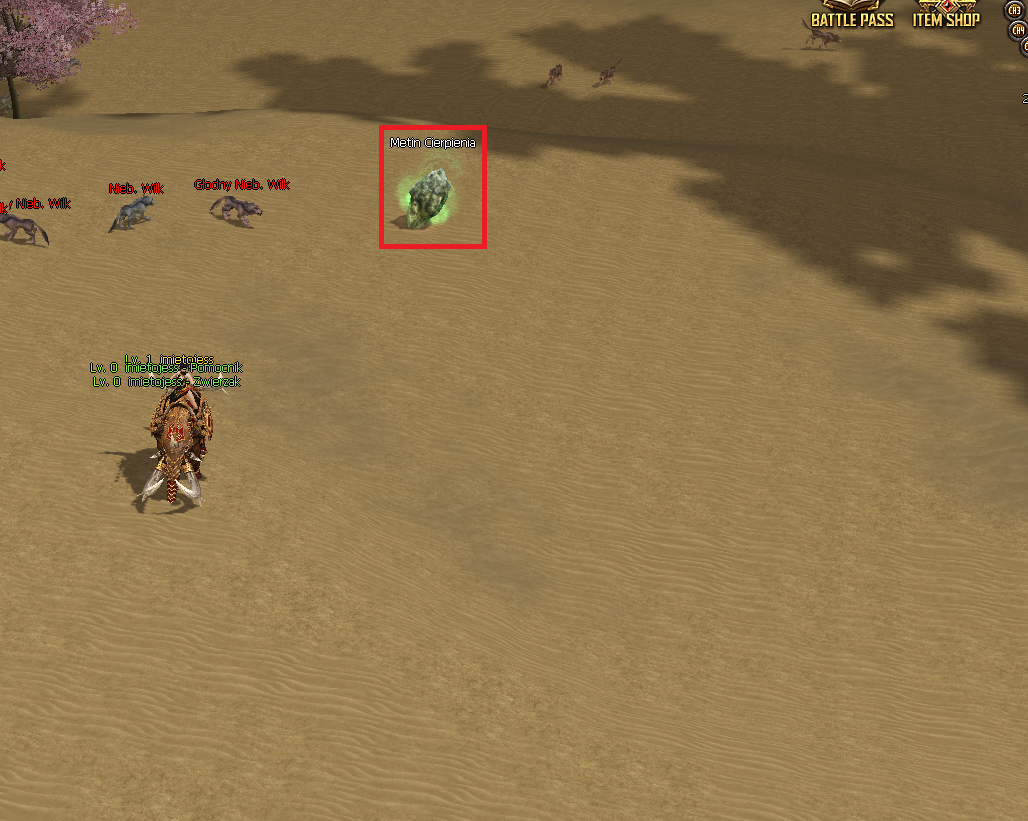 BATTLE PASS
ITEM SHOP
CH3
CH4
Metin Cierpienia
Nieb. Wilk
Głodny Nieb. Wilk
Nieb. Wilk
Lv. 1 imietojess
Lv. 0 imietojess - Pomocnik
Lv. 0 imietojess - Zwierzak